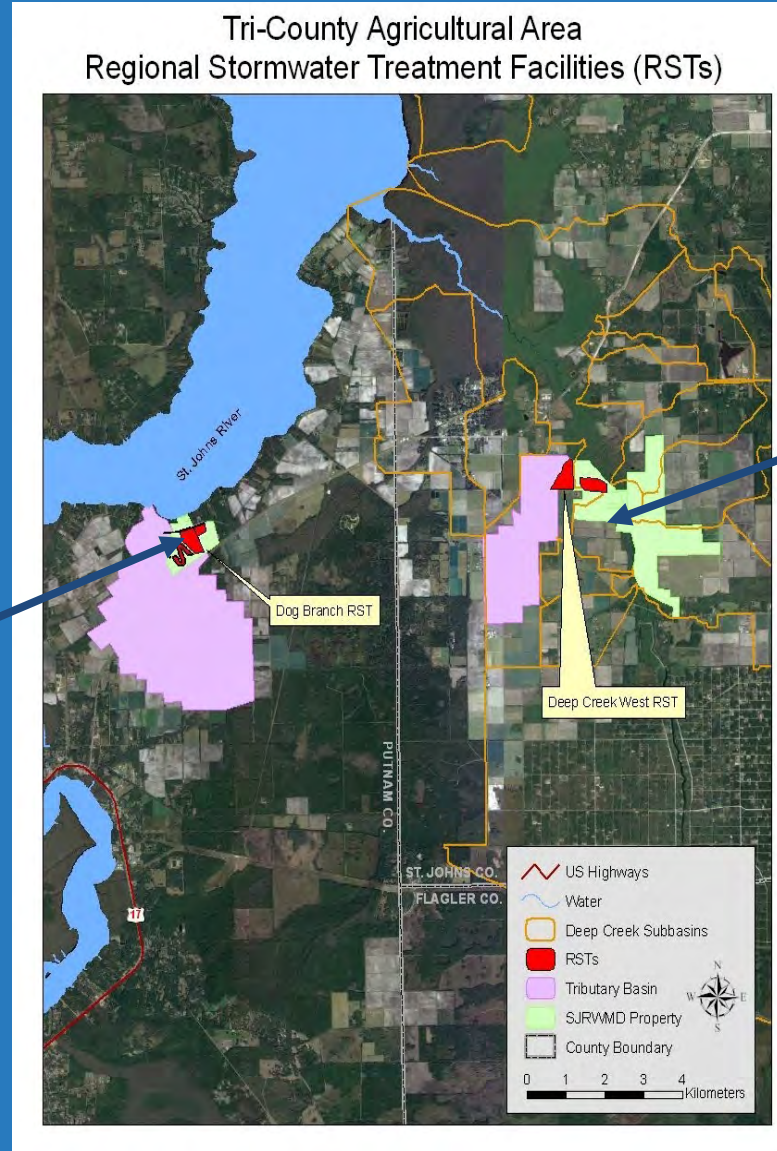 Tri-County Agricultural Area
Regional Stormwater Treatment Facilities (RSTs)
St. Johns River
Dog Branch RST
Deep Creek West RST
PUTNAM CO.
ST. JOHNS CO.
FLAGLER CO.
17
US Highways
Water
Deep Creek Subbasins
RSTs
Tributary Basin
SJRWMD Property
County Boundary
N
W
E
S
0 1 2 3 4
Kilometers